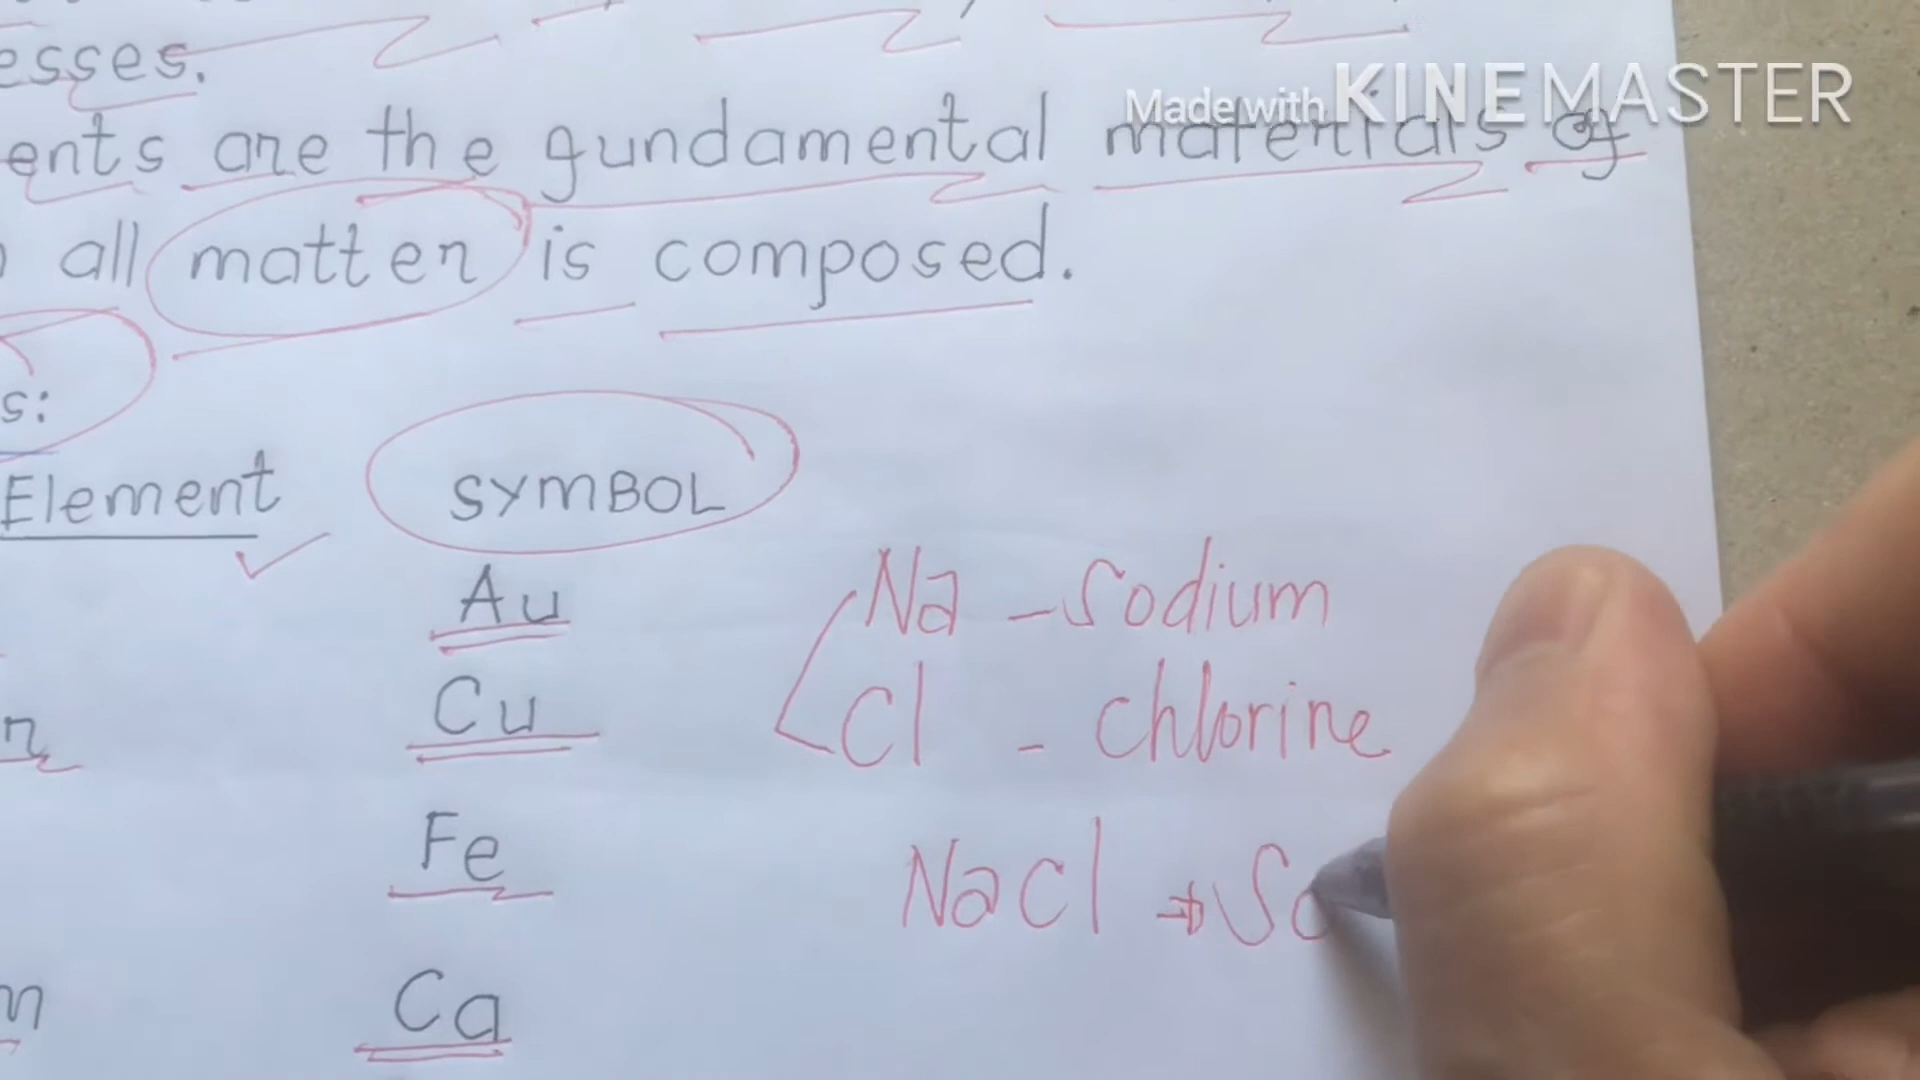 esses.
Made with KINEMASTER
ents are the gundamental materials of
all matter is composed.
s:
Element SYMBOL
Au Na - Sodium
Cu Cl - chlorine
Fe NaCl → So
Ca